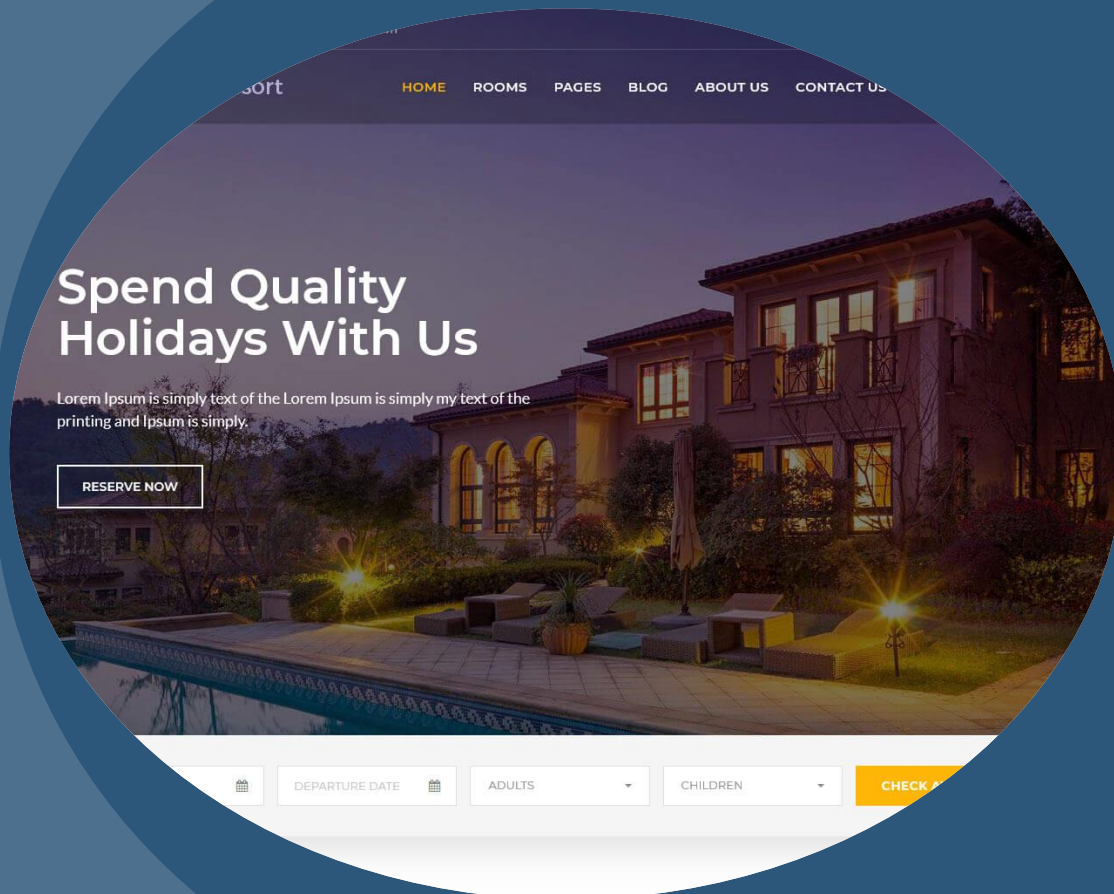 HOME ROOMS PAGES BLOG ABOUT US CONTACT US
Spend Quality
Holidays With Us
Lorem Ipsum is simply text of the Lorem Ipsum is simply my text of the
printing and Ipsum is simply.
RESERVE NOW
DEPARTURE DATE ADULTS CHILDREN CHECK